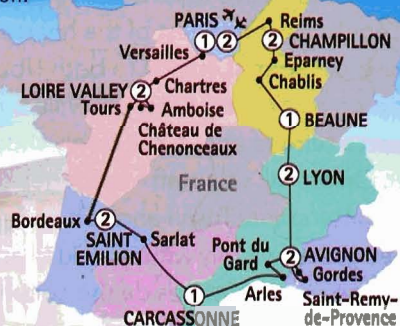 PARIS
Reims
1 2
2
CHAMPILLON
Versailles
Eparney
Chablis
LOIRE VALLEY
2
Chartres
Tours
Amboise
Château de
Chenonceaux
1
BEAUNE
France
2
LYON
Bordeaux
2
SAINT
EMILION
Sarlat
Pont du
Gard
2
AVIGNON
Gordes
Arles
Saint-Remy-
de-Provence
1
CARCASSONNE